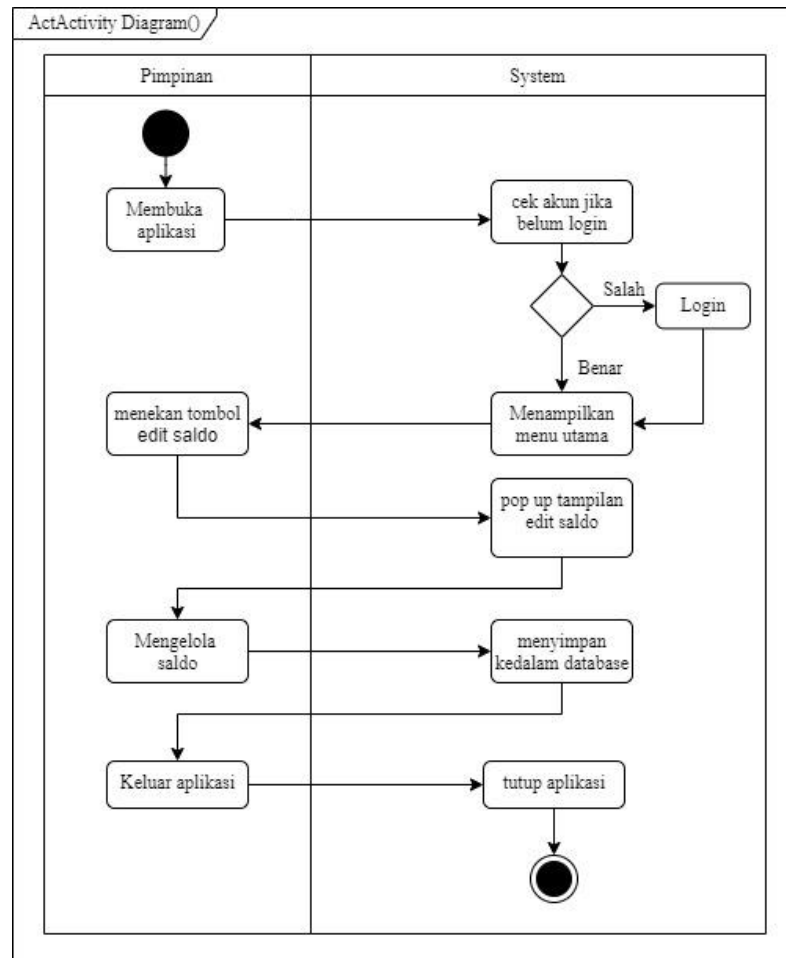 ActActivity Diagram()
Pimpinan
System
Membuka
aplikasi
cek akun jika
belum login
Salah
Login
Benar
menekan tombol
edit saldo
Menampilkan
menu utama
pop up tampilan
edit saldo
Mengelola
saldo
menyimpan
kedalam database
Keluar aplikasi
tutup aplikasi